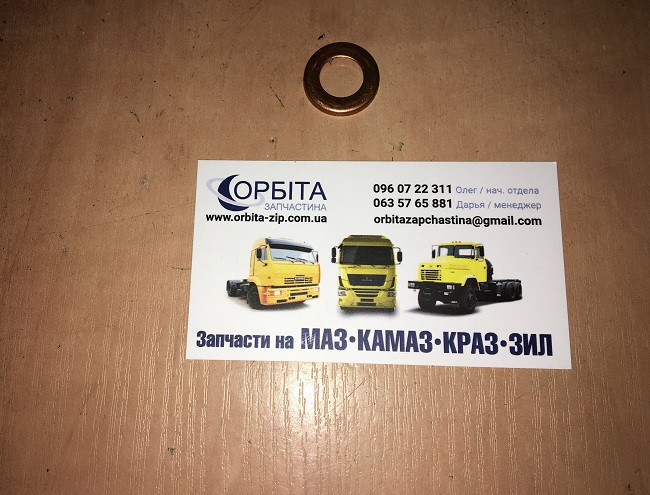 ОРБІТА
ЗАПЧАСТИНА
www.orbita-zip.com.ua
096 07 22 311 Олег / нач. отдела
063 57 65 881 Дарья / менеджер
orbitazapchastina@gmail.com
Запчасти на МАЗ·КАМАЗ·КРАЗ·ЗИЛ